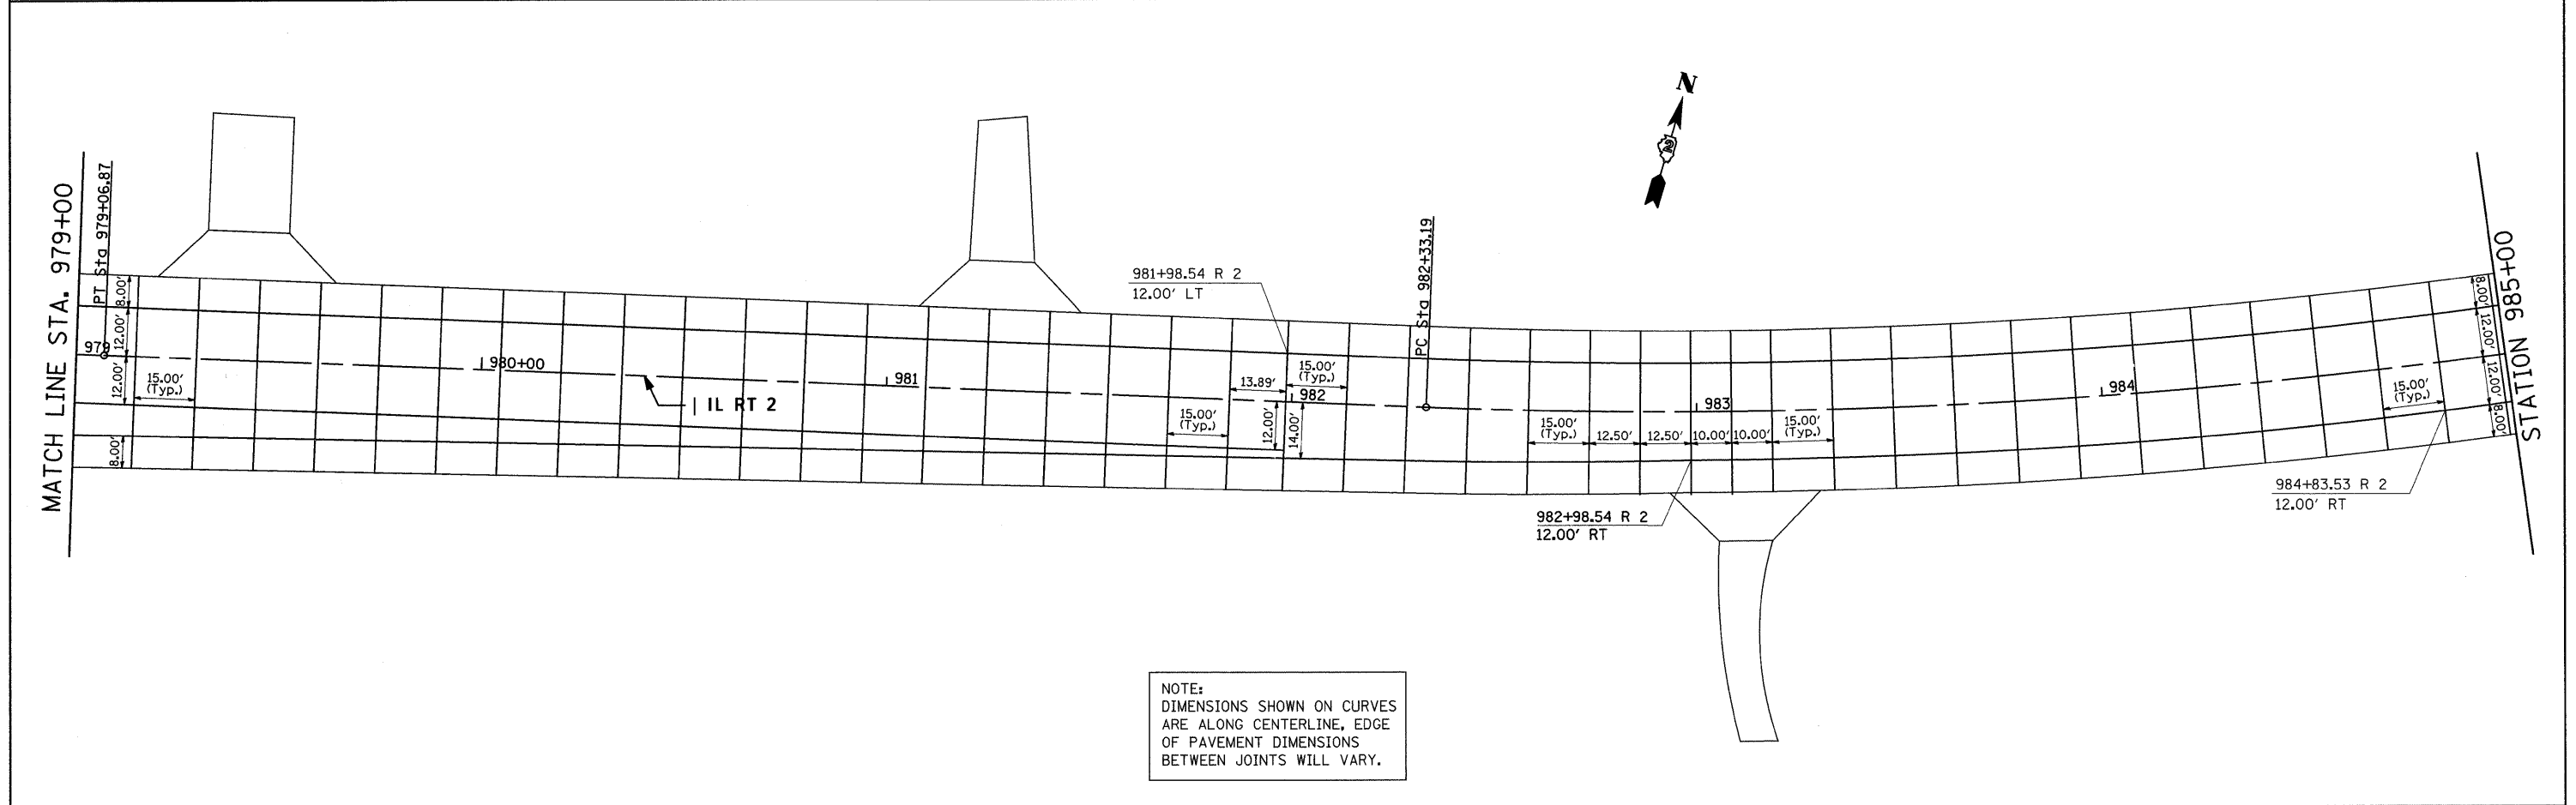 N
MATCH LINE STA. 979+00
PT Sta 979+06.87
8.00'
12.00'
979
12.00'
8.00'
15.00'
(Typ.)
980+00
IL RT 2
981
981+98.54 R 2
12.00' LT
15.00'
(Typ.)
13.89'
15.00'
(Typ.)
982
12.00'
14.00'
PC Sta 982+33.19
15.00'
(Typ.)
12.50'
12.50'
10.00'
10.00'
15.00'
(Typ.)
983
982+98.54 R 2
12.00' RT
984
15.00'
(Typ.)
984+83.53 R 2
12.00' RT
8.00'
12.00'
12.00'
8.00'
STATION 985+00
NOTE:
DIMENSIONS SHOWN ON CURVES
ARE ALONG CENTERLINE, EDGE
OF PAVEMENT DIMENSIONS
BETWEEN JOINTS WILL VARY.